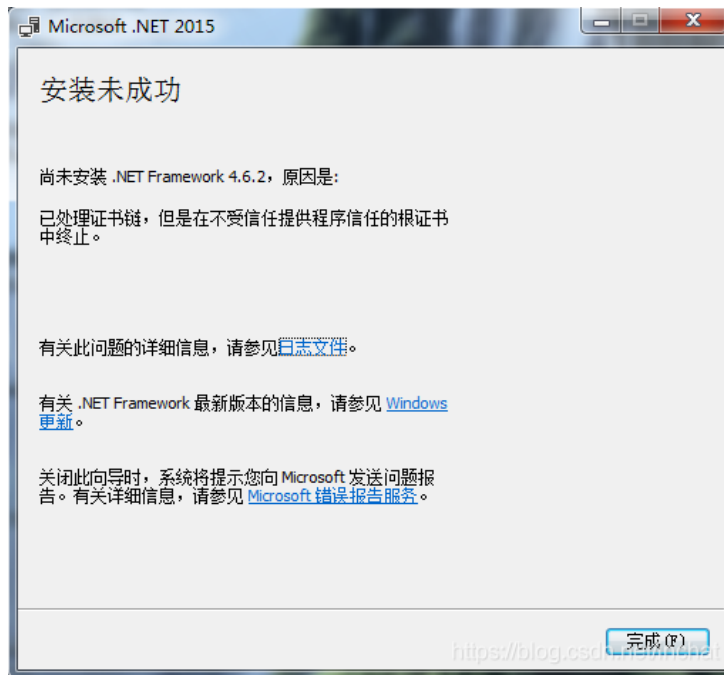 Microsoft .NET 2015
安装未成功
尚未安装 .NET Framework 4.6.2，原因是:
已处理证书链，但是在不受信任提供程序信任的根证书
中终止。
有关此问题的详细信息，请参见日志文件。
有关 .NET Framework 最新版本的信息，请参见 Windows
更新。
关闭此向导时，系统将提示您向 Microsoft 发送问题报
告。有关详细信息，请参见 Microsoft 错误报告服务。
完成(F)
https://blog.csdn.net/